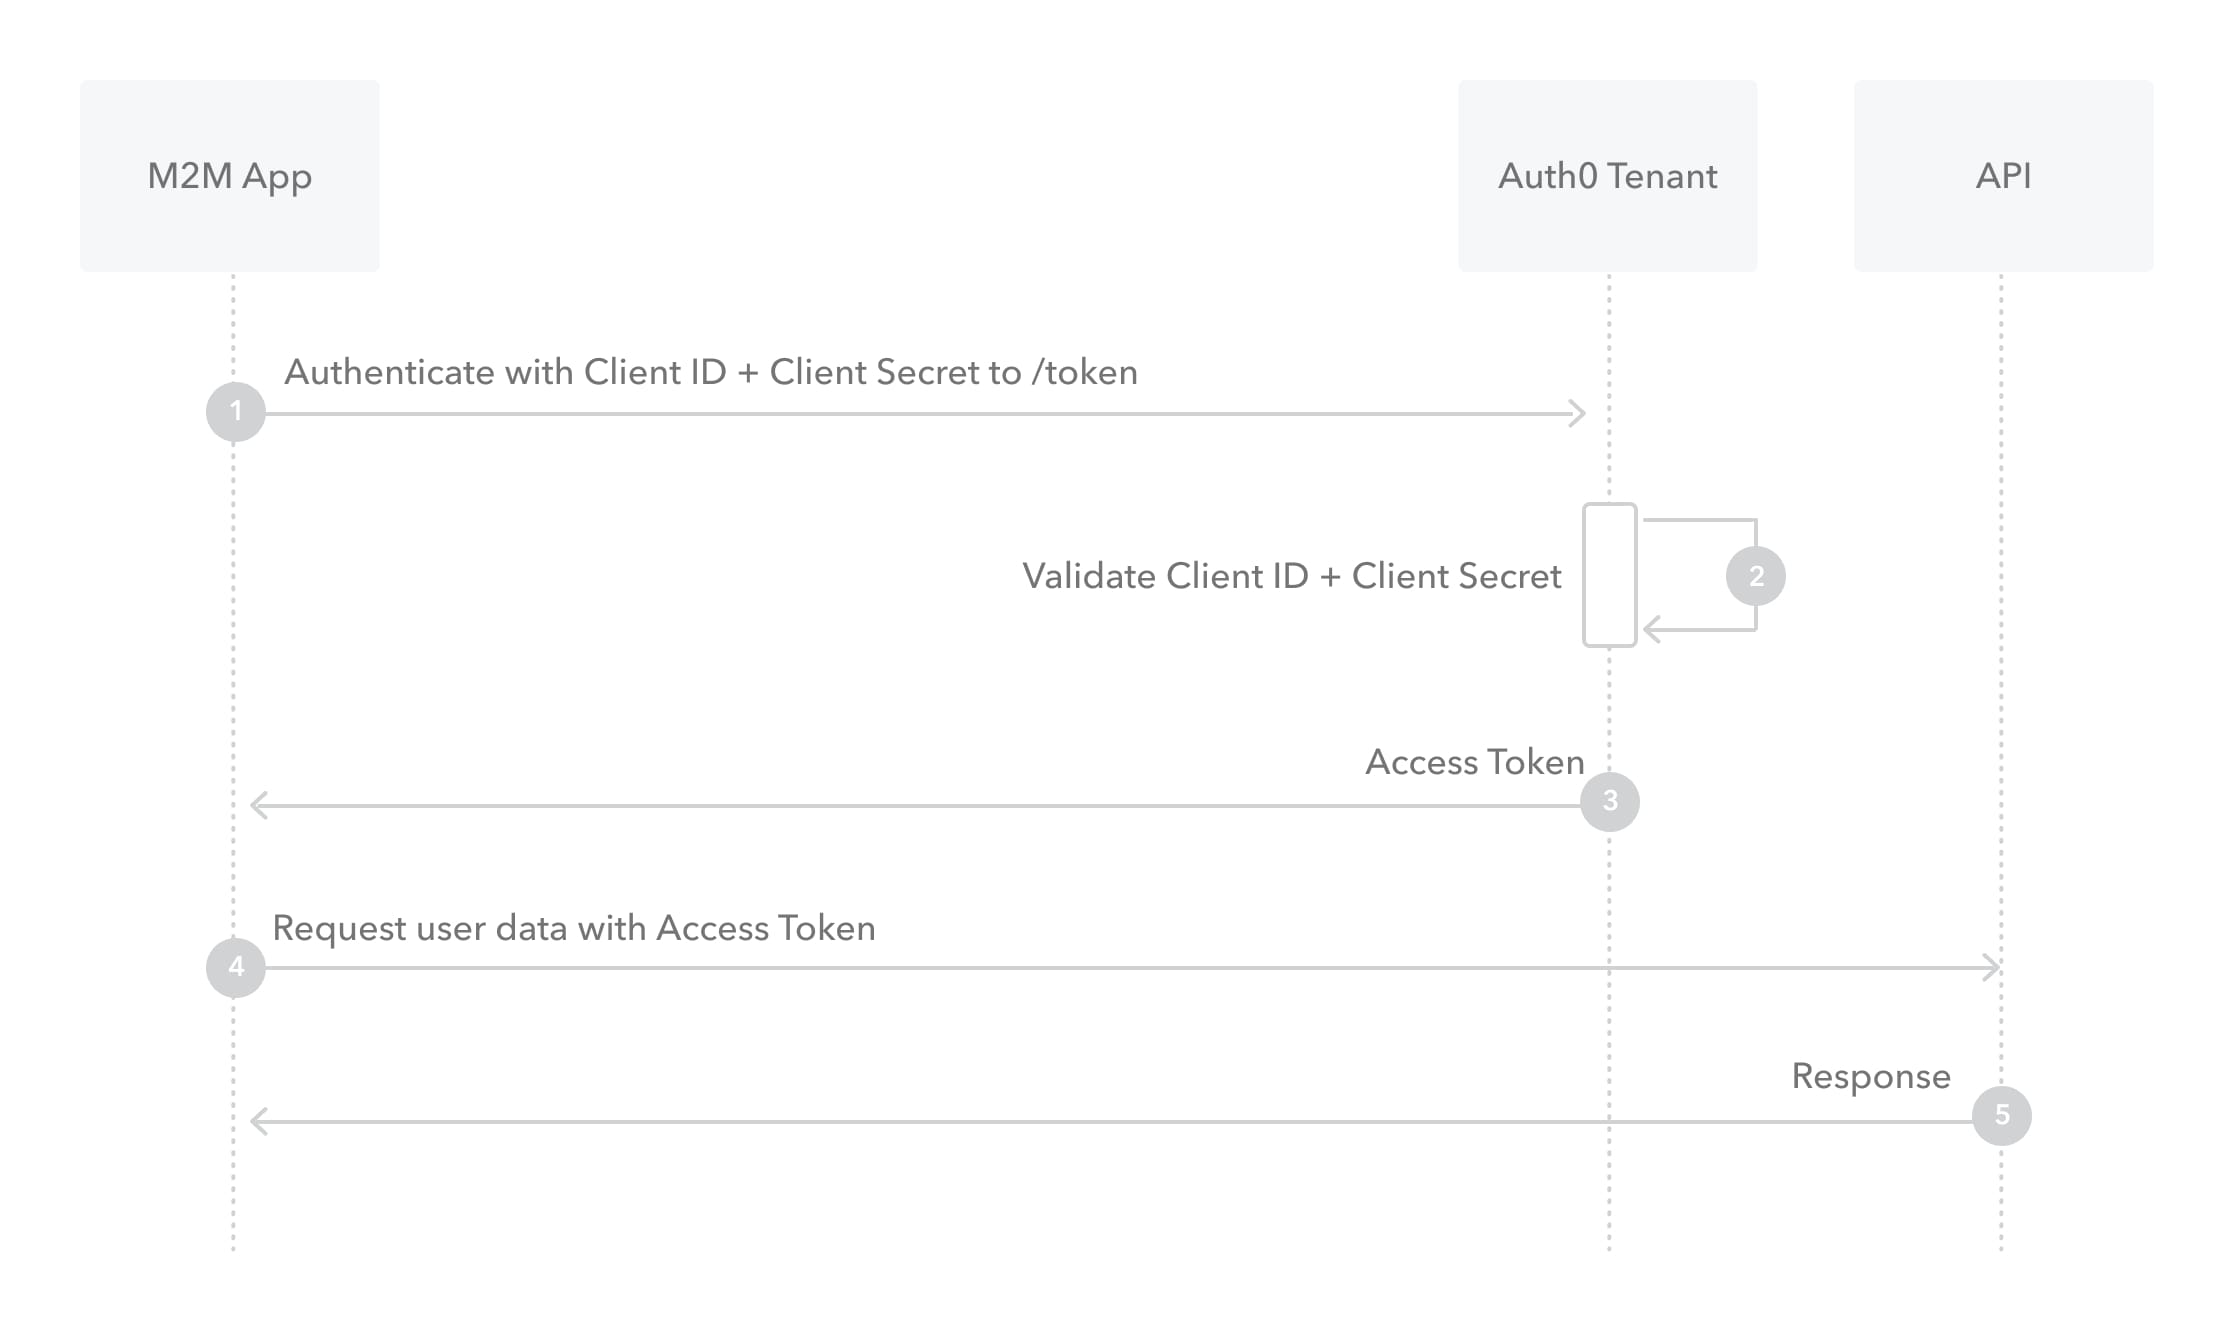 M2M App
Auth0 Tenant
API
Authenticate with Client ID + Client Secret to /token
1
Validate Client ID + Client Secret
2
Access Token
3
Request user data with Access Token
4
Response
5